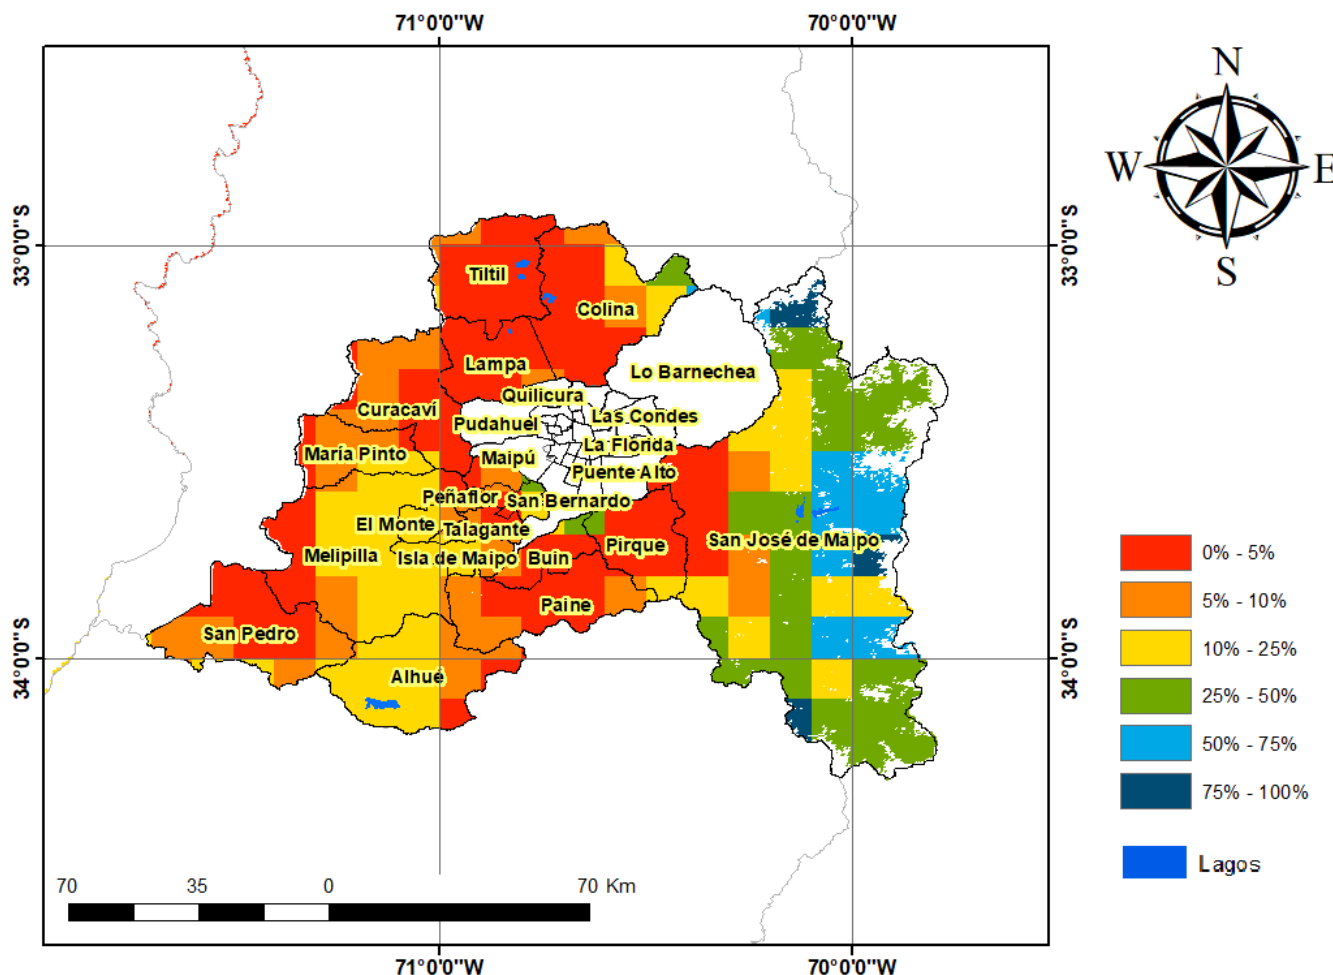 71°0'0"W
70°0'0"W
N
W
E
S
33°0'0"S
33°0'0"S
Tiltil
Colina
Lampa
Lo Barnechea
Quilicura
Curacaví
Las Condes
Pudahuel
La Florida
María Pinto
Maipú
Puente Alto
Peñaflor
San Bernardo
El Monte
Talagante
San José de Maipo
Pirque
Melipilla
Isla de Maipo
Buin
Paine
San Pedro
Alhué
34°0'0"S
34°0'0"S
0% - 5%
5% - 10%
10% - 25%
25% - 50%
50% - 75%
75% - 100%
Lagos
70 35 0 70 Km
71°0'0"W
70°0'0"W